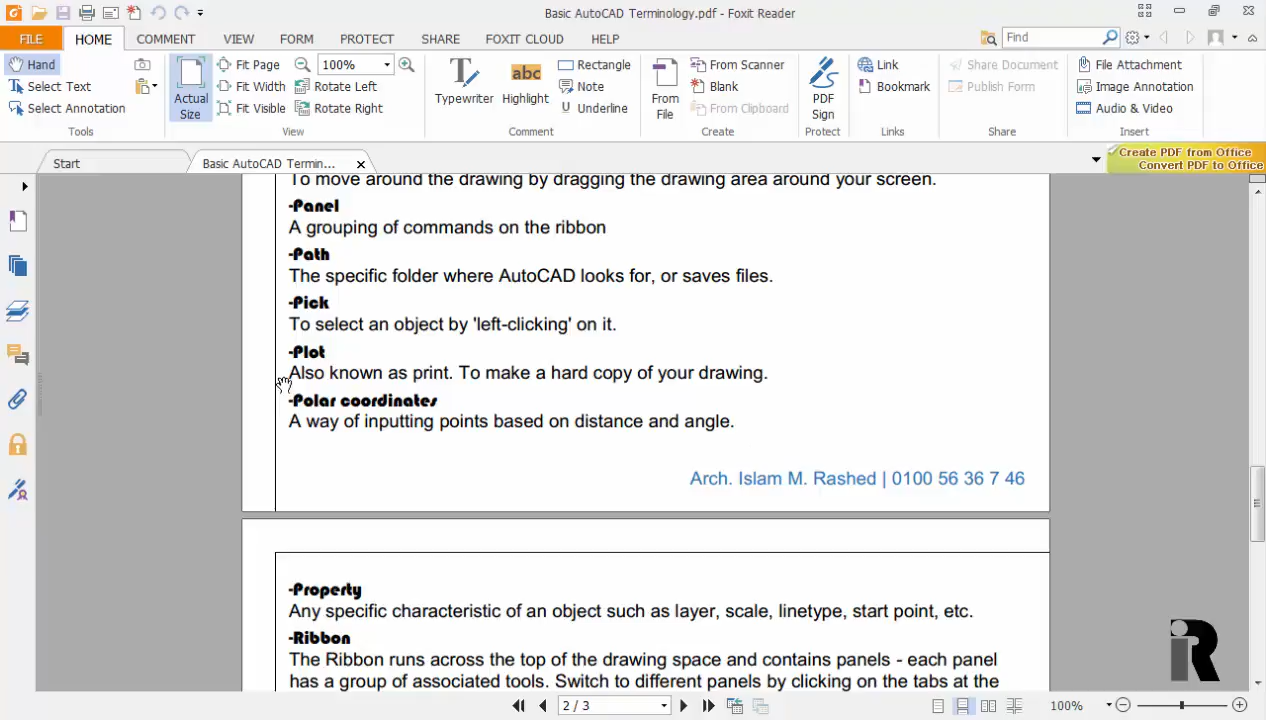 Basic AutoCAD Terminology.pdf - Foxit Reader
FILE HOME COMMENT VIEW FORM PROTECT SHARE FOXIT CLOUD HELP Find
Hand Fit Page 100% Rectangle From Scanner Link Share Document File Attachment
Select Text Fit Width Rotate Left Note Blank Bookmark Publish Form Image Annotation
Select Annotation Actual Size Fit Visible Rotate Right Typewriter abc Highlight Underline From File From Clipboard PDF Sign Audio & Video
Tools View Comment Create Protect Links Share Insert
Start Basic AutoCAD Termin... Create PDF from Office
Convert PDF to Office
To move around the drawing by dragging the drawing area around your screen.
-Panel
A grouping of commands on the ribbon
-Path
The specific folder where AutoCAD looks for, or saves files.
-Pick
To select an object by 'left-clicking' on it.
-Plot
Also known as print. To make a hard copy of your drawing.
-Polar coordinates
A way of inputting points based on distance and angle.
Arch. Islam M. Rashed | 0100 56 36 7 46
-Property
Any specific characteristic of an object such as layer, scale, linetype, start point, etc.
-Ribbon
The Ribbon runs across the top of the drawing space and contains panels - each panel
has a group of associated tools. Switch to different panels by clicking on the tabs at the
iR
2 / 3 100%